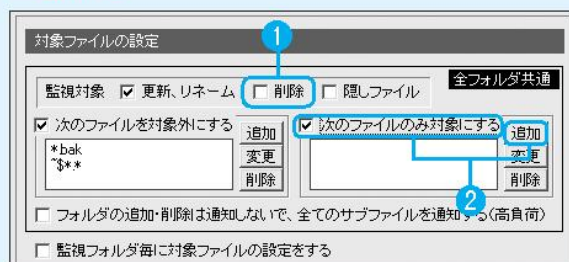 対象ファイルの設定
1
全フォルダ共通
監視対象 更新、リネーム 削除 隠しファイル
次のファイルを対象外にする 追加
*.bak
~$*.*
変更
削除
次のファイルのみ対象にする 追加
変更
削除
2
フォルダの追加・削除は通知しないで、全てのサブファイルを通知する(高負荷)
監視フォルダ毎に対象ファイルの設定をする